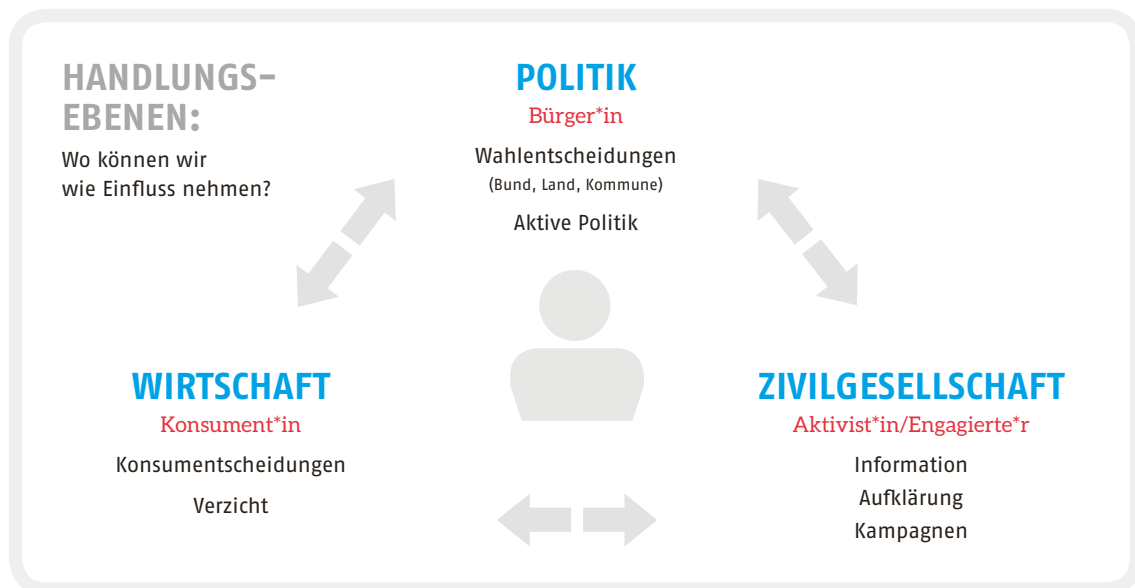 HANDLUNGS-
EBENEN:
Wo können wir
wie Einfluss nehmen?
POLITIK
Bürger*in
Wahlentscheidungen
(Bund, Land, Kommune)
Aktive Politik
WIRTSCHAFT
Konsument*in
Konsumentscheidungen
Verzicht
ZIVILGESELLSCHAFT
Aktivist*in/Engagierte*r
Information
Aufklärung
Kampagnen